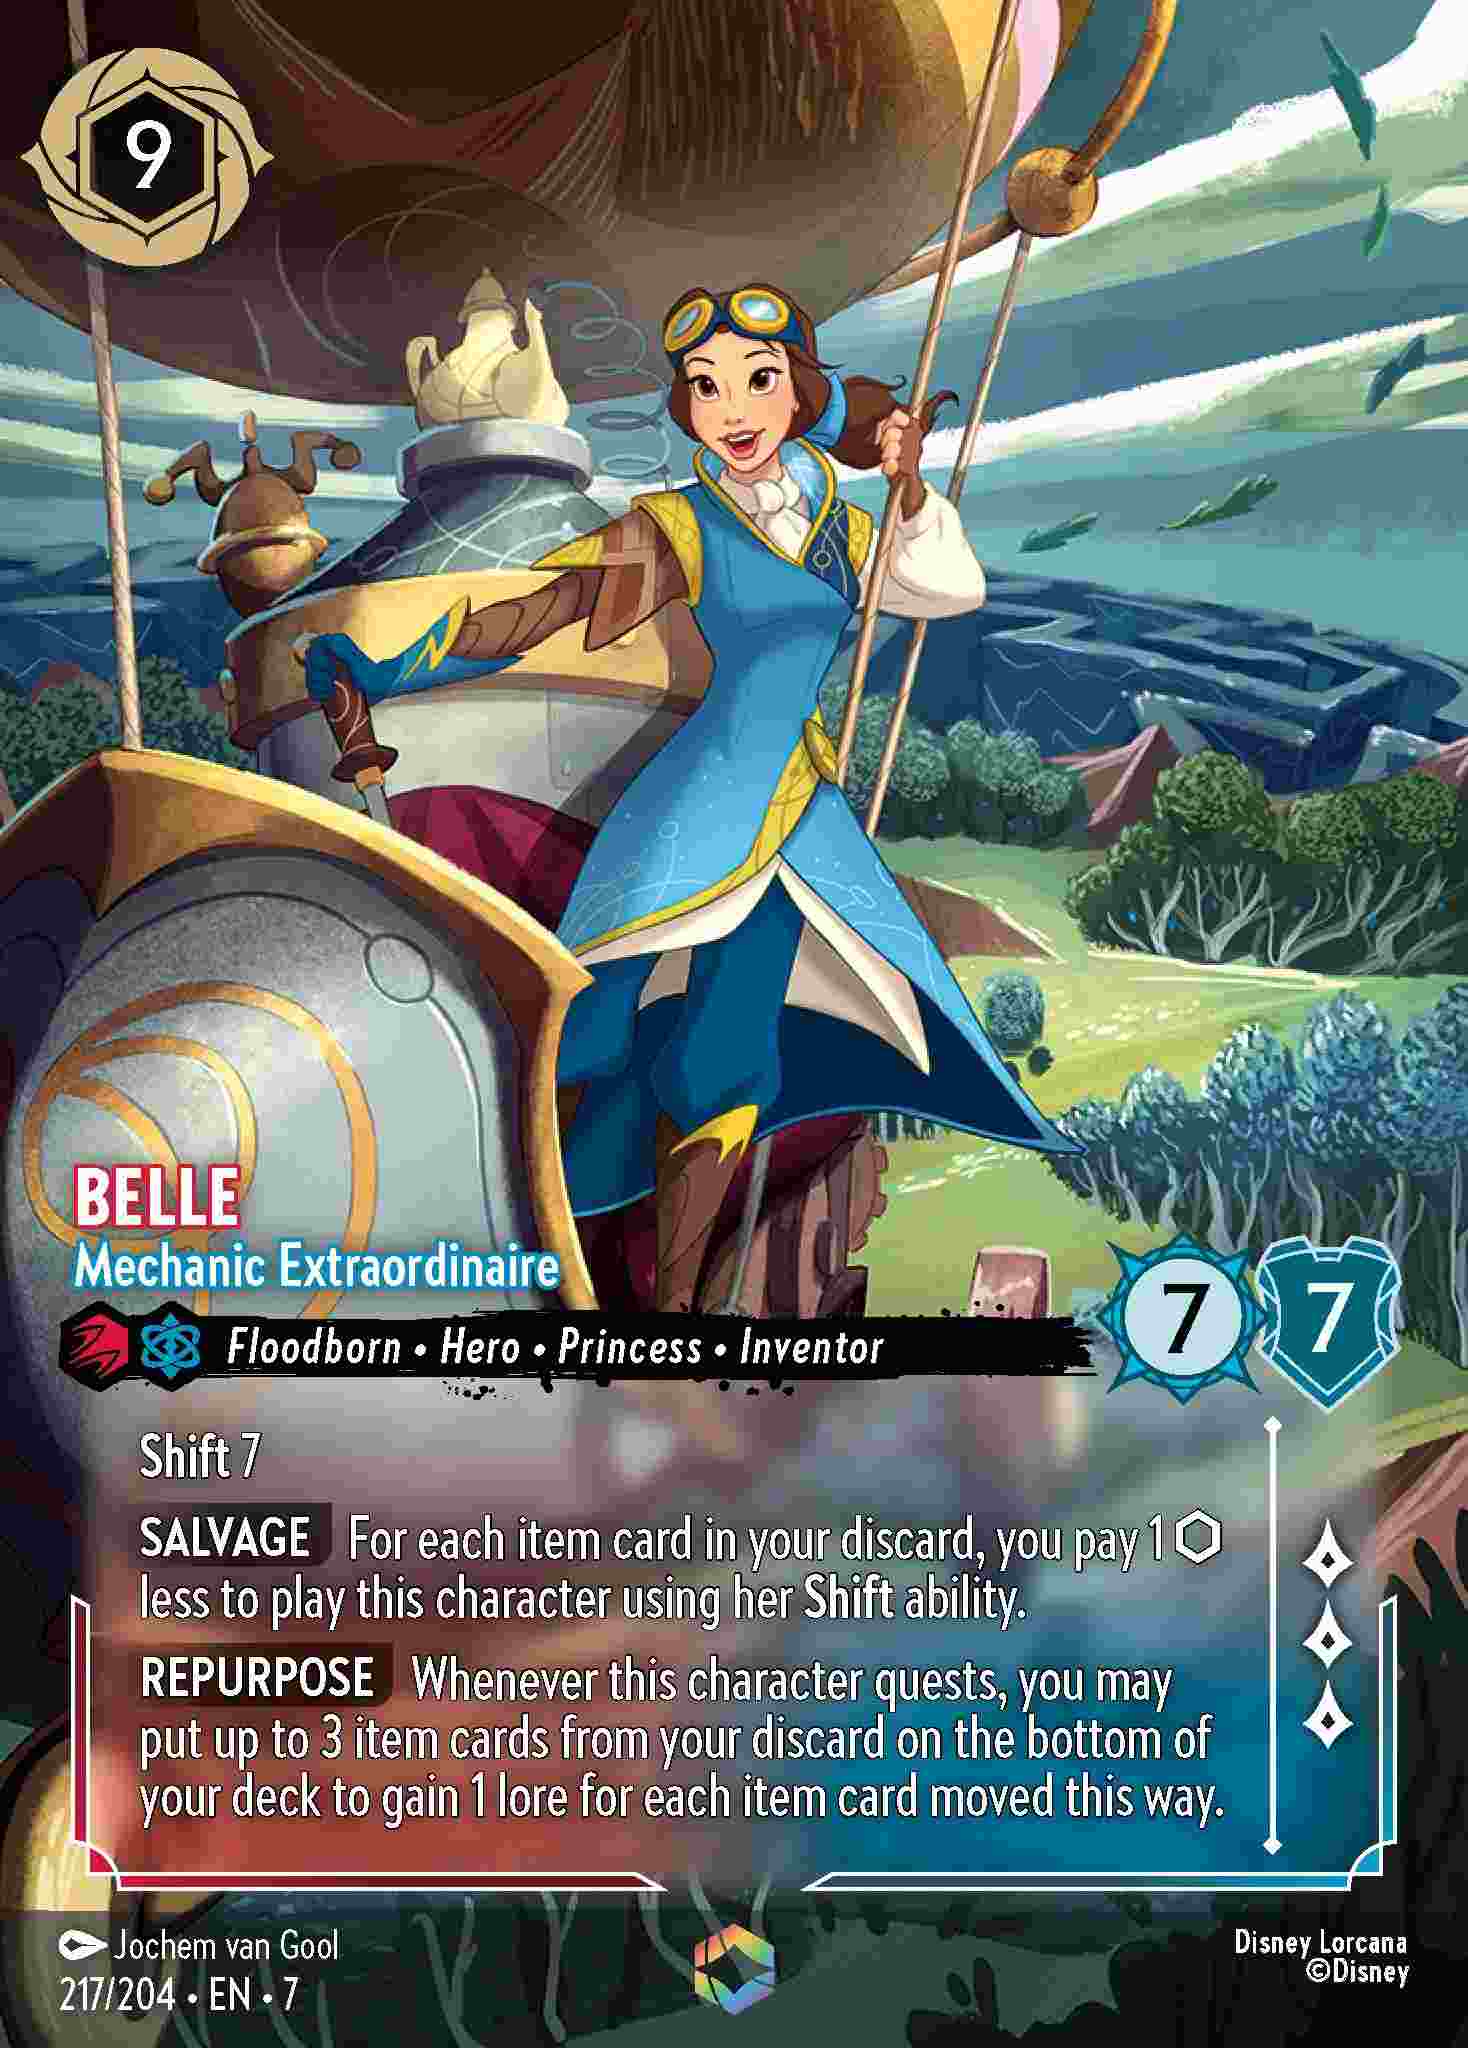 9
BELLE
Mechanic Extraordinaire
Floodborn • Hero • Princess • Inventor
7
7
Shift 7
SALVAGE For each item card in your discard, you pay 1 ⬡
less to play this character using her Shift ability.
REPURPOSE Whenever this character quests, you may
put up to 3 item cards from your discard on the bottom of
your deck to gain 1 lore for each item card moved this way.
Jochem van Gool
217/204 • EN • 7
Disney Lorcana
©Disney